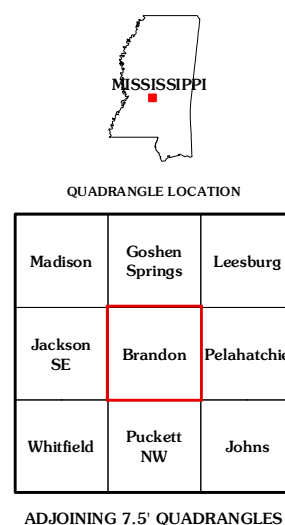 MISSISSIPPI
QUADRANGLE LOCATION
Madison
Goshen
Springs
Leesburg
Jackson
SE
Brandon
Pelahatchie
Whitfield
Puckett
NW
Johns
ADJOINING 7.5' QUADRANGLES